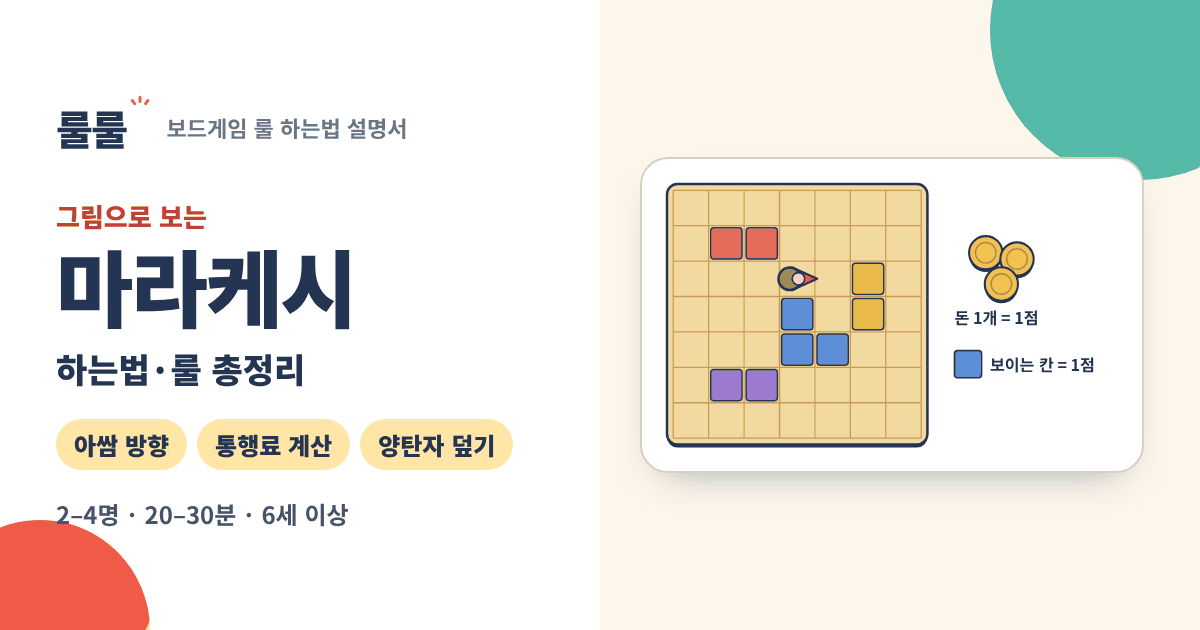 룰룰 보드게임 룰 하는법 설명서
그림으로 보는
마라케시
하는법·룰 총정리
아쌈 방향 통행료 계산 양탄자 덮기
2–4명 · 20–30분 · 6세 이상
돈 1개 = 1점
보이는 칸 = 1점